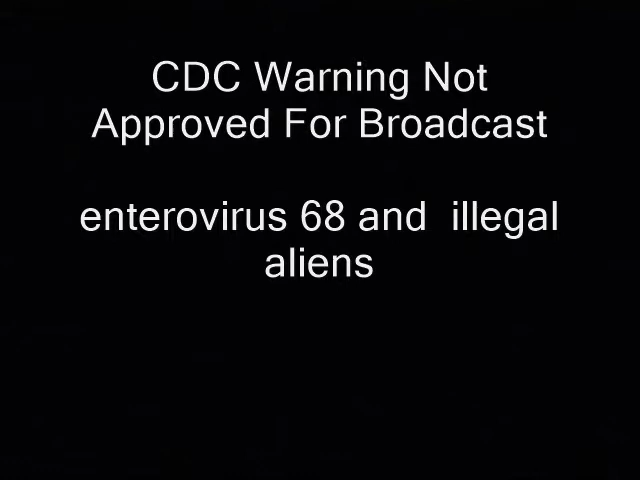 CDC Warning Not
Approved For Broadcast
enterovirus 68 and  illegal
aliens